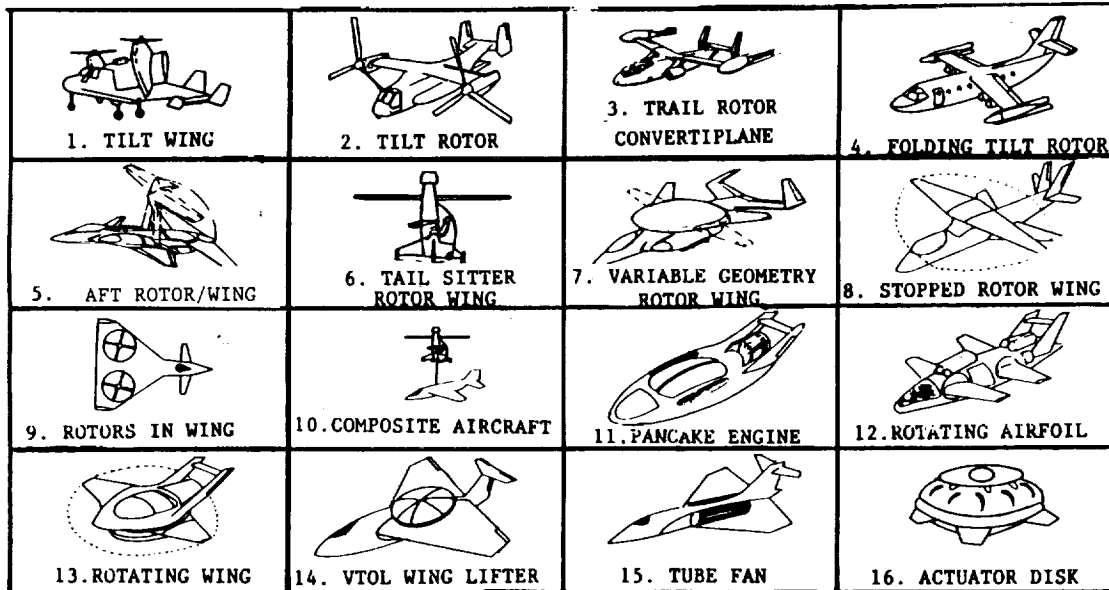 1. TILT WING
2. TILT ROTOR
3. TRAIL ROTOR
CONVERTIPLANE
4. FOLDING TILT ROTOR
5. AFT ROTOR/WING
6. TAIL SITTER
ROTOR WING
7. VARIABLE GEOMETRY
ROTOR WING
8. STOPPED ROTOR WING
9. ROTORS IN WING
10.COMPOSITE AIRCRAFT
11.PANCAKE ENGINE
12.ROTATING AIRFOIL
13.ROTATING WING
14. VTOL WING LIFTER
15. TUBE FAN
16. ACTUATOR DISK